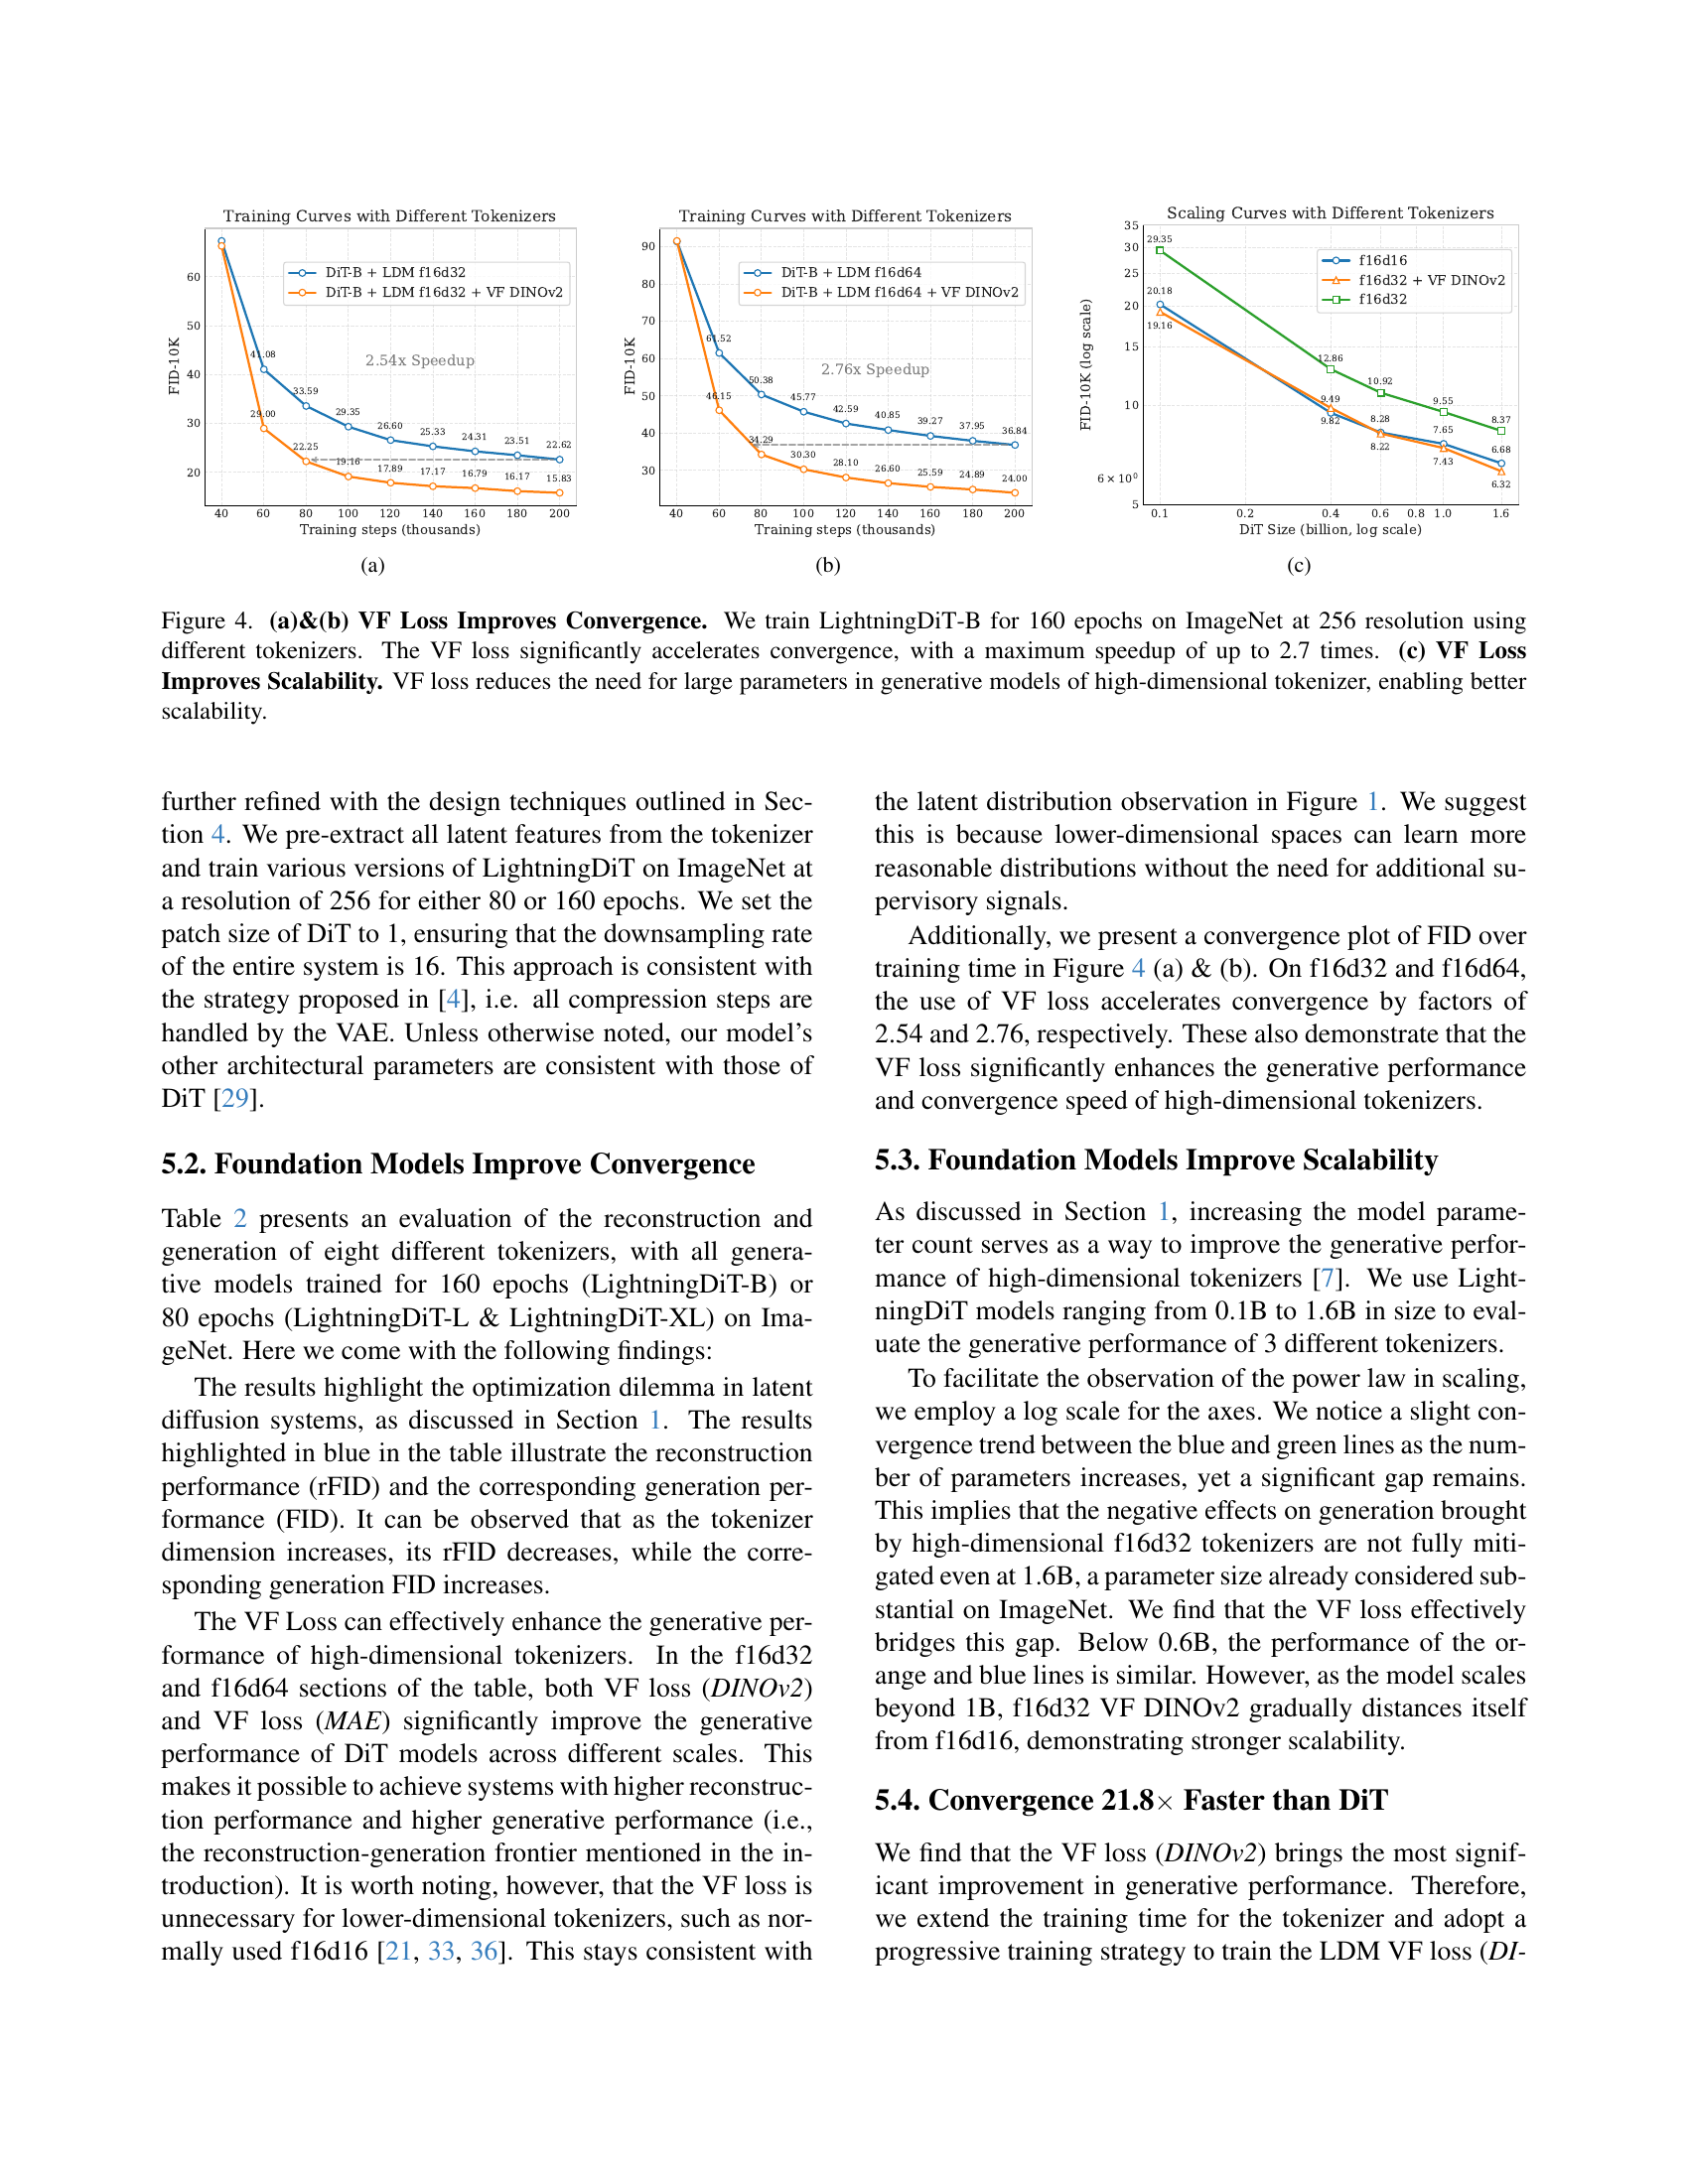 Training Curves with Different Tokenizers
FID-10K
60
50
40
30
20
DiT-B + LDM f16d32
DiT-B + LDM f16d32 + VF DINOv2
2.54x Speedup
41.08
33.59
29.35
26.60
25.33
24.31
23.51
22.62
29.00
22.25
19.16
17.89
17.17
16.79
16.17
15.83
40 60 80 100 120 140 160 180 200
Training steps (thousands)
(a)
Training Curves with Different Tokenizers
FID-10K
90
80
70
60
50
40
30
DiT-B + LDM f16d64
DiT-B + LDM f16d64 + VF DINOv2
2.76x Speedup
61.52
50.38
45.77
42.59
40.85
39.27
37.95
36.84
46.15
34.29
30.30
28.10
26.60
25.59
24.89
24.00
40 60 80 100 120 140 160 180 200
Training steps (thousands)
(b)
Scaling Curves with Different Tokenizers
FID-10K (log scale)
35
30
25
20
15
10
6 × 10⁰
5
f16d16
f16d32 + VF DINOv2
f16d32
29.35
20.18
19.16
12.86
9.49
9.82
10.92
8.28
8.22
9.55
7.65
7.43
8.37
6.68
6.32
0.1 0.2 0.4 0.6 0.8 1.0 1.6
DiT Size (billion, log scale)
(c)
Figure 4. (a)&(b) VF Loss Improves Convergence. We train LightningDiT-B for 160 epochs on ImageNet at 256 resolution using
different tokenizers. The VF loss significantly accelerates convergence, with a maximum speedup of up to 2.7 times. (c) VF Loss
Improves Scalability. VF loss reduces the need for large parameters in generative models of high-dimensional tokenizer, enabling better
scalability.
further refined with the design techniques outlined in Sec-
tion 4. We pre-extract all latent features from the tokenizer
and train various versions of LightningDiT on ImageNet at
a resolution of 256 for either 80 or 160 epochs. We set the
patch size of DiT to 1, ensuring that the downsampling rate
of the entire system is 16. This approach is consistent with
the strategy proposed in [4], i.e. all compression steps are
handled by the VAE. Unless otherwise noted, our model's
other architectural parameters are consistent with those of
DiT [29].
5.2. Foundation Models Improve Convergence
Table 2 presents an evaluation of the reconstruction and
generation of eight different tokenizers, with all genera-
tive models trained for 160 epochs (LightningDiT-B) or
80 epochs (LightningDiT-L & LightningDiT-XL) on Ima-
geNet. Here we come with the following findings:
The results highlight the optimization dilemma in latent
diffusion systems, as discussed in Section 1. The results
highlighted in blue in the table illustrate the reconstruction
performance (rFID) and the corresponding generation per-
formance (FID). It can be observed that as the tokenizer
dimension increases, its rFID decreases, while the corre-
sponding generation FID increases.
The VF Loss can effectively enhance the generative per-
formance of high-dimensional tokenizers. In the f16d32
and f16d64 sections of the table, both VF loss (DINOv2)
and VF loss (MAE) significantly improve the generative
performance of DiT models across different scales. This
makes it possible to achieve systems with higher reconstruc-
tion performance and higher generative performance (i.e.,
the reconstruction-generation frontier mentioned in the in-
troduction). It is worth noting, however, that the VF loss is
unnecessary for lower-dimensional tokenizers, such as nor-
mally used f16d16 [21, 33, 36]. This stays consistent with
the latent distribution observation in Figure 1. We suggest
this is because lower-dimensional spaces can learn more
reasonable distributions without the need for additional su-
pervisory signals.
Additionally, we present a convergence plot of FID over
training time in Figure 4 (a) & (b). On f16d32 and f16d64,
the use of VF loss accelerates convergence by factors of
2.54 and 2.76, respectively. These also demonstrate that the
VF loss significantly enhances the generative performance
and convergence speed of high-dimensional tokenizers.
5.3. Foundation Models Improve Scalability
As discussed in Section 1, increasing the model parame-
ter count serves as a way to improve the generative perfor-
mance of high-dimensional tokenizers [7]. We use Light-
ningDiT models ranging from 0.1B to 1.6B in size to eval-
uate the generative performance of 3 different tokenizers.
To facilitate the observation of the power law in scaling,
we employ a log scale for the axes. We notice a slight con-
vergence trend between the blue and green lines as the num-
ber of parameters increases, yet a significant gap remains.
This implies that the negative effects on generation brought
by high-dimensional f16d32 tokenizers are not fully miti-
gated even at 1.6B, a parameter size already considered sub-
stantial on ImageNet. We find that the VF loss effectively
bridges this gap. Below 0.6B, the performance of the or-
ange and blue lines is similar. However, as the model scales
beyond 1B, f16d32 VF DINOv2 gradually distances itself
from f16d16, demonstrating stronger scalability.
5.4. Convergence 21.8× Faster than DiT
We find that the VF loss (DINOv2) brings the most signif-
icant improvement in generative performance. Therefore,
we extend the training time for the tokenizer and adopt a
progressive training strategy to train the LDM VF loss (DI-